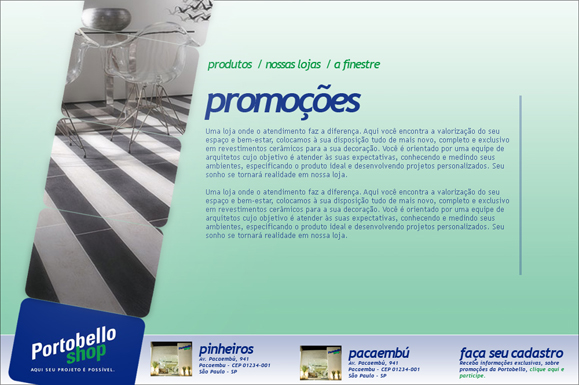 produtos / nossas lojas / a finestre
promoções
Uma loja onde o atendimento faz a diferença. Aqui você encontra a valorização do seu
espaço e bem-estar, colocamos à sua disposição tudo de mais novo, completo e exclusivo
em revestimentos cerâmicos para a sua decoração. Você é orientado por uma equipe de
arquitetos cujo objetivo é atender às suas expectativas, conhecendo e medindo seus
ambientes, especificando o produto ideal e desenvolvendo projetos personalizados. Seu
sonho se tornará realidade em nossa loja.
Uma loja onde o atendimento faz a diferença. Aqui você encontra a valorização do seu
espaço e bem-estar, colocamos à sua disposição tudo de mais novo, completo e exclusivo
em revestimentos cerâmicos para a sua decoração. Você é orientado por uma equipe de
arquitetos cujo objetivo é atender às suas expectativas, conhecendo e medindo seus
ambientes, especificando o produto ideal e desenvolvendo projetos personalizados. Seu
sonho se tornará realidade em nossa loja.
Portobello
shop
AQUI SEU PROJETO É POSSÍVEL.
pinheiros
Av. Pacaembú, 941
Pacaembu - CEP 01234-001
São Paulo - SP
pacaembú
Av. Pacaembú, 941
Pacaembu - CEP 01234-001
São Paulo - SP
faça seu cadastro
Receba informações exclusivas, sobre
promoções da Portobello, clique aqui e
participe.